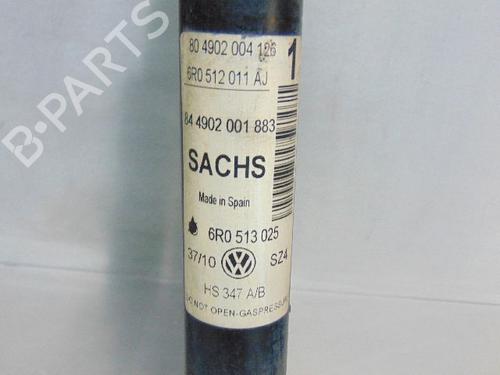 B-PARTS
80 4902 004 126
1
6R0 512 011 AJ
84 4902 001 883
SACHS
Made in Spain
6R0 513 025
37/10 VW SZ4
HS 347 A/B
DO NOT OPEN-GASPRESSURE